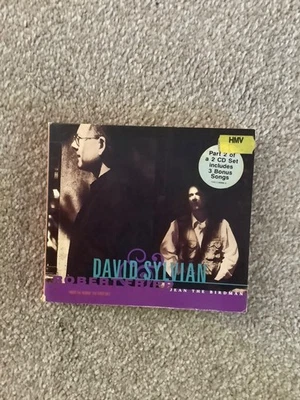 HMV
Part 2 of
a 2 CD Set
includes
3 Bonus
Songs
&
DAVID SYLVIAN
ROBERT FRIPP
JEAN THE BIRDMAN